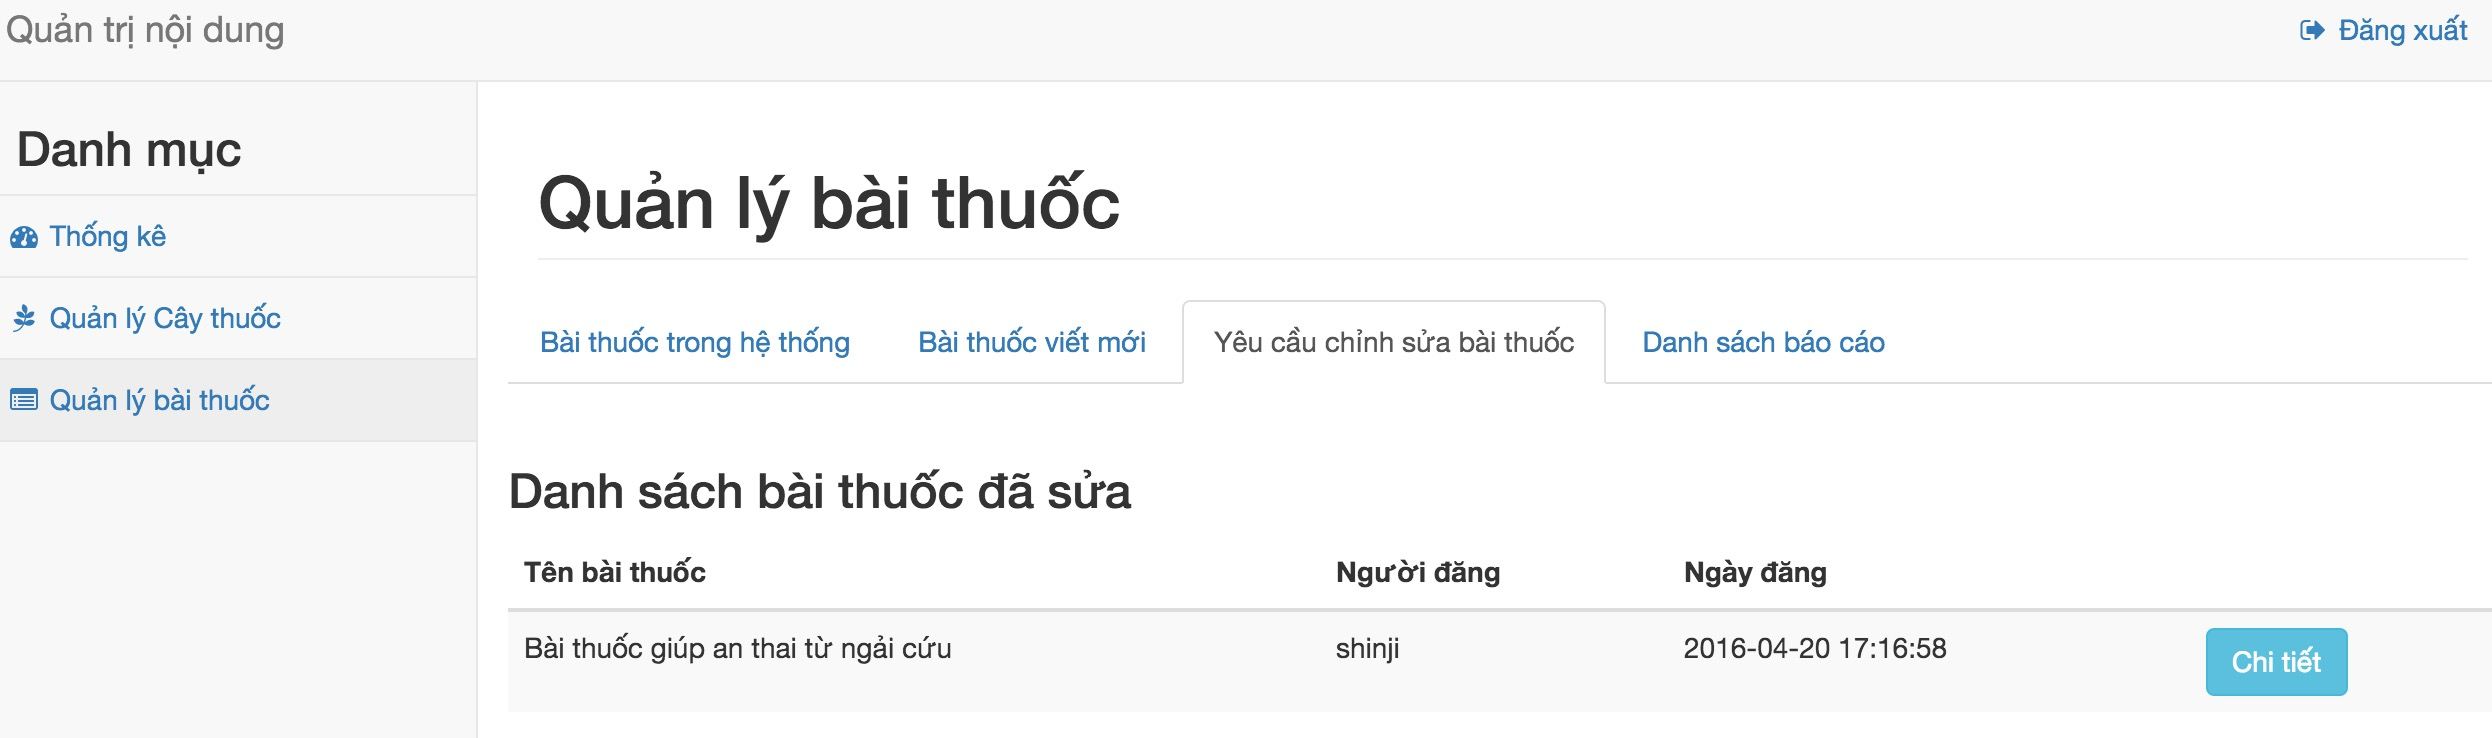 Quản trị nội dung
Đăng xuất
Danh mục
Thống kê
Quản lý Cây thuốc
Quản lý bài thuốc
Quản lý bài thuốc
Bài thuốc trong hệ thống
Bài thuốc viết mới
Yêu cầu chỉnh sửa bài thuốc
Danh sách báo cáo
Danh sách bài thuốc đã sửa
Tên bài thuốc
Người đăng
Ngày đăng
Bài thuốc giúp an thai từ ngải cứu
shinji
2016-04-20 17:16:58
Chi tiết